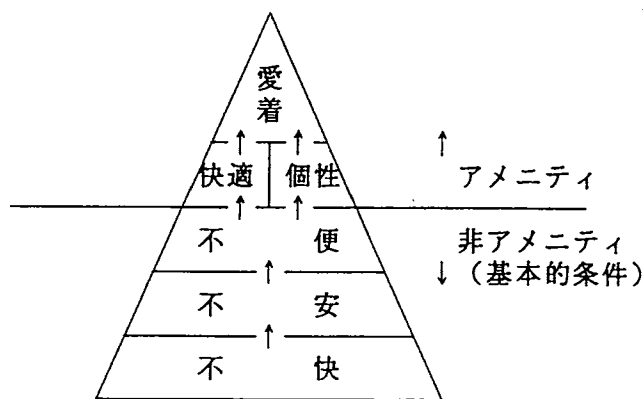 愛着
↑ ↑ ↑
快適 個性 アメニティ
↑ ↑
不便 非アメニティ
↑ ↓(基本的条件)
不安
↑
不快